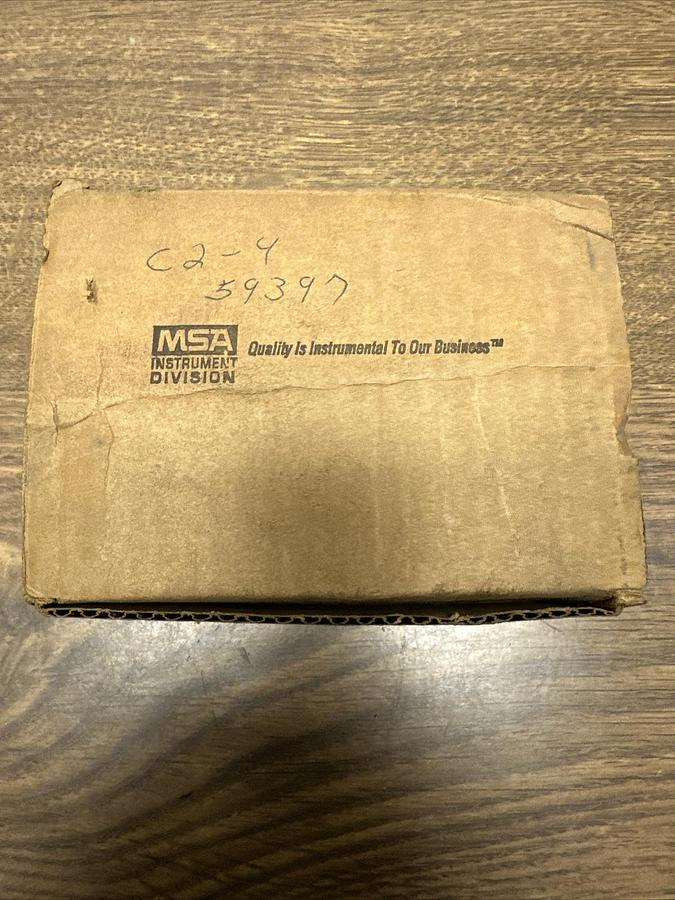 C2-4
59397
MSA
INSTRUMENT
DIVISION
Quality Is Instrumental To Our Business™